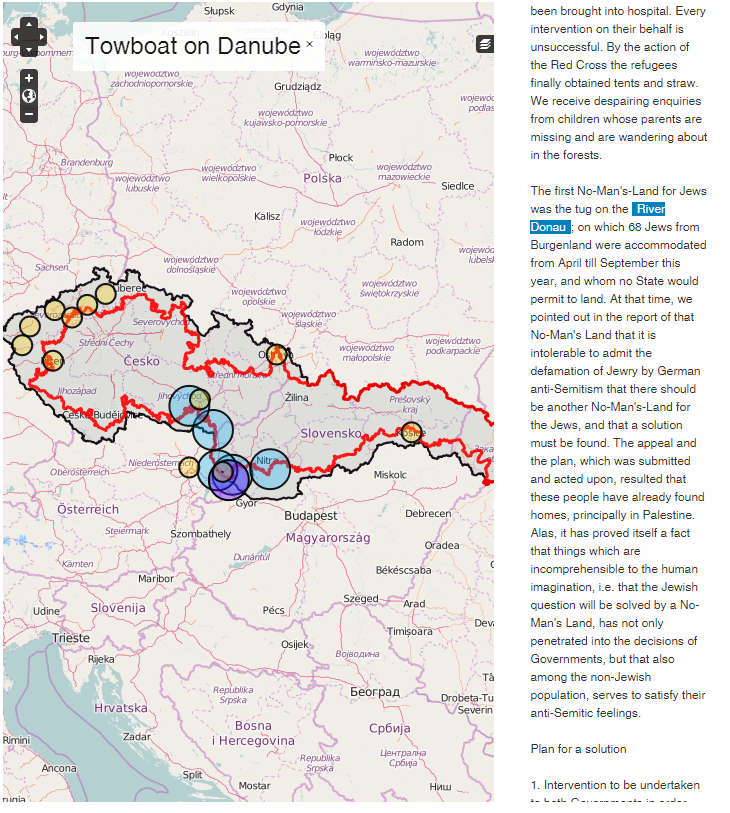 Słupsk
Gdynia
Towboat on Danube ×
województwo
warmińsko-mazurskie
województwo
zachodniopomorskie
Grudziądz
województwo
kujawsko-pomorskie
Brandenburg
województwo
lubuskie
województwo
wielkopolskie
Płock
województwo
mazowieckie
Polska
Siedlce
Kalisz
województwo
łódzkie
Radom
Sachsen
województwo
dolnośląskie
województwo
opolskie
województwo
świętokrzyskie
województwo
śląskie
województwo
małopolskie
województwo
podkarpackie
Severovýchod
Střední Čechy
Česko
Střední Morava
Jihozápad
Jihovýchod
České Budějovice
Žilina
Prešovský
kraj
Slovensko
Košice
Niederösterreich
Nitra
Oberösterreich
Miskolc
Győr
Österreich
Budapest
Debrecen
Steiermark
Szombathely
Magyarország
Oradea
Kärnten
Dunántúl
Békéscsaba
Maribor
Szeged
Arad
Slovenija
Pécs
Udine
Timișoara
Trieste
Osijek
Rijeka
Војводина
Republika
Srpska
Београд
Hrvatska
Drobeta-Tu
Severin
Zadar
Bosna
i Hercegovina
Србија
Rimini
Republika
Srpska
Централна
Србија
Ancona
Split
Mostar
Ниш
been brought into hospital. Every
intervention on their behalf is
unsuccessful. By the action of
the Red Cross the refugees
finally obtained tents and straw.
We receive despairing enquiries
from children whose parents are
missing and are wandering about
in the forests.
The first No-Man's-Land for Jews
was the tug on the River
Donau ; on which 68 Jews from
Burgenland were accommodated
from April till September this
year, and whom no State would
permit to land. At that time, we
pointed out in the report of that
No-Man's Land that it is
intolerable to admit the
defamation of Jewry by German
anti-Semitism that there should
be another No-Man's-Land for
the Jews, and that a solution
must be found. The appeal and
the plan, which was submitted
and acted upon, resulted that
these people have already found
homes, principally in Palestine.
Alas, it has proved itself a fact
that things which are
incomprehensible to the human
imagination, i.e. that the Jewish
question will be solved by a No-
Man's Land, has not only
penetrated into the decisions of
Governments, but that also
among the non-Jewish
population, serves to satisfy their
anti-Semitic feelings.
Plan for a solution
1. Intervention to be undertaken
to both Governments in order